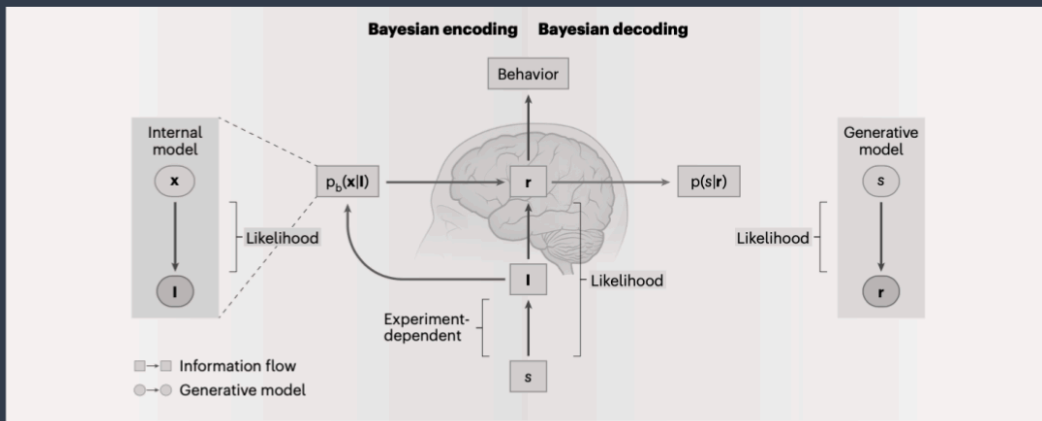 Bayesian encoding Bayesian decoding
Behavior
Internal
model
x
Likelihood
I
p_b(x|I)
r
p(s|r)
I
Likelihood
Experiment-
dependent
s
Generative
model
s
Likelihood
r
Information flow
Generative model